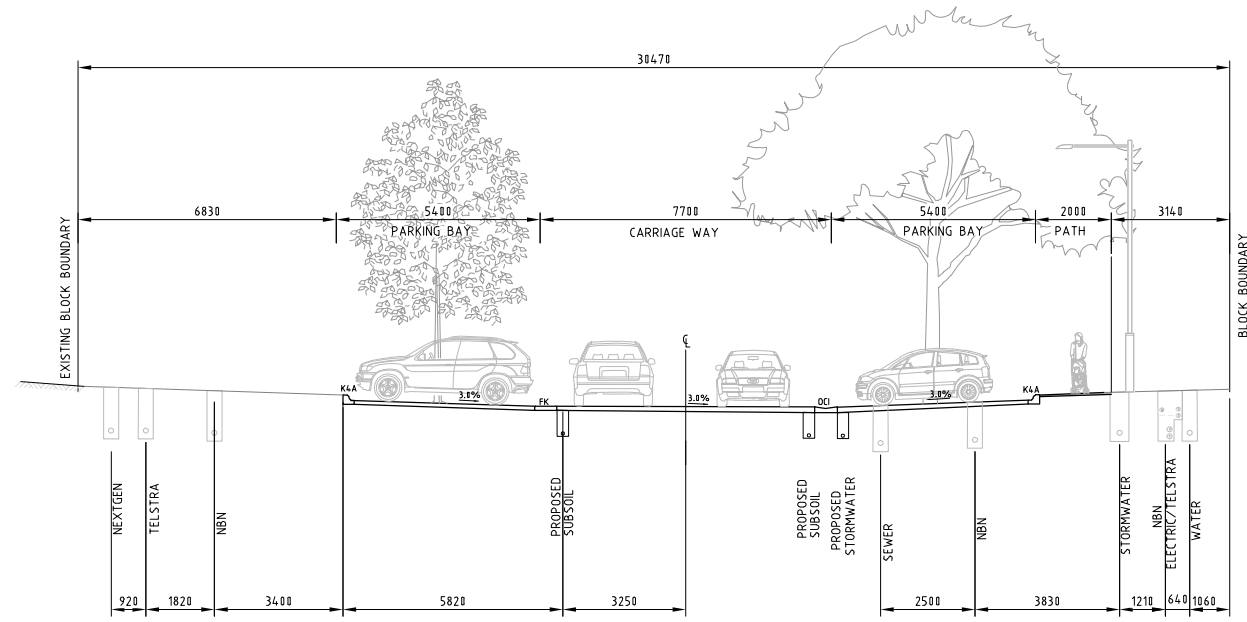 30470
6830
5400
7700
5400
2000
3140
PARKING BAY
CARRIAGE WAY
PARKING BAY
PATH
EXISTING BLOCK BOUNDARY
BLOCK BOUNDARY
K4A
3.0%
FK
3.0%
OCI
3.0%
K4A
NEXTGEN
TELSTRA
NBN
PROPOSED
SUBSOIL
PROPOSED
SUBSOIL
PROPOSED
STORMWATER
SEWER
NBN
STORMWATER
NBN
ELECTRIC/TELSTRA
WATER
920
1820
3400
5820
3250
2500
3830
1210
640
1060